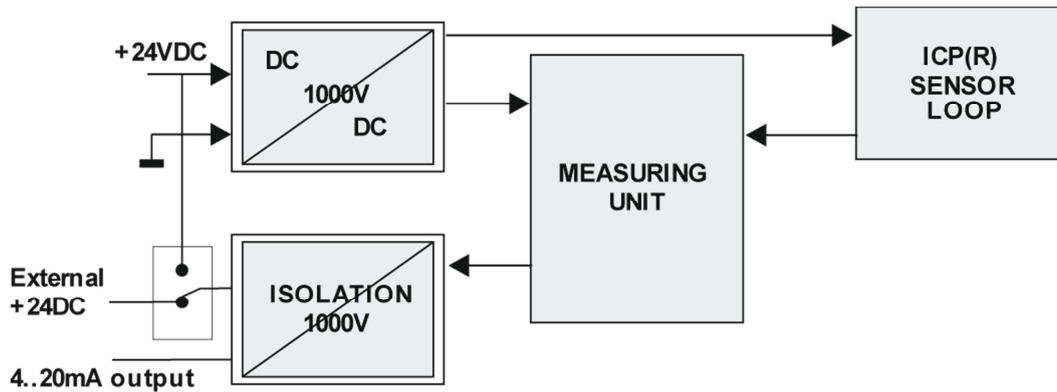 +24VDC
DC
1000V
DC
ICP(R)
SENSOR
LOOP
MEASURING
UNIT
External
+24DC
ISOLATION
1000V
4..20mA output